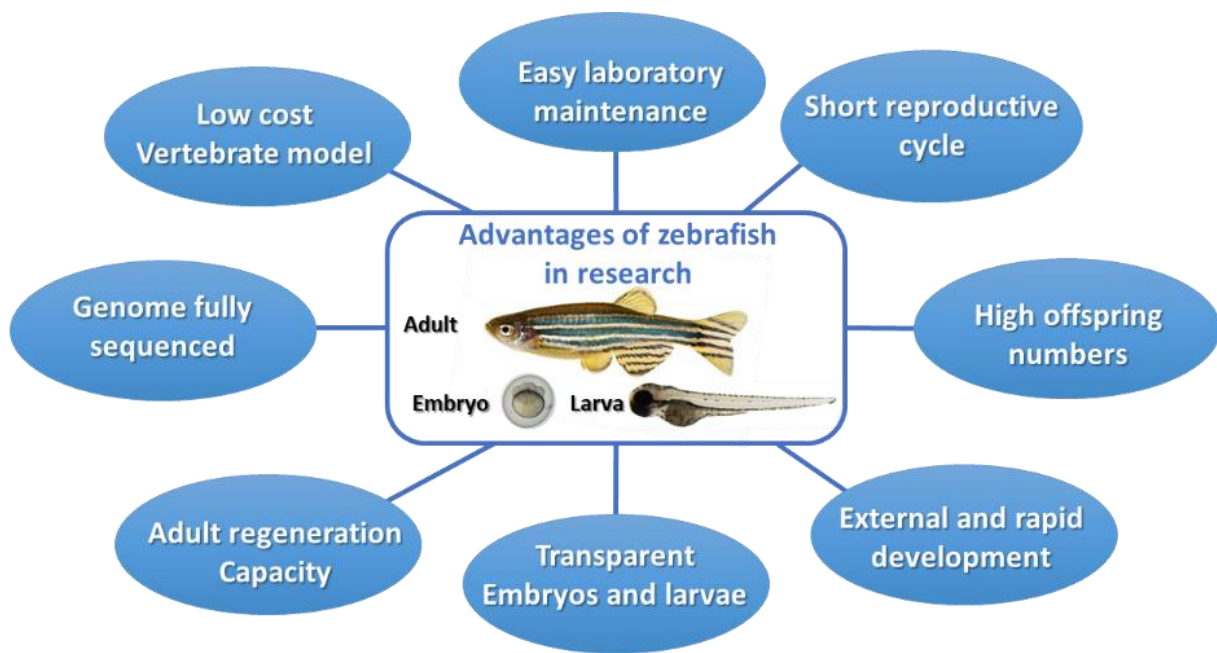 Easy laboratory
maintenance
Low cost
Vertebrate model
Short reproductive
cycle
Advantages of zebrafish
in research
Adult
Embryo
Larva
Genome fully
sequenced
High offspring
numbers
Adult regeneration
Capacity
Transparent
Embryos and larvae
External and rapid
development